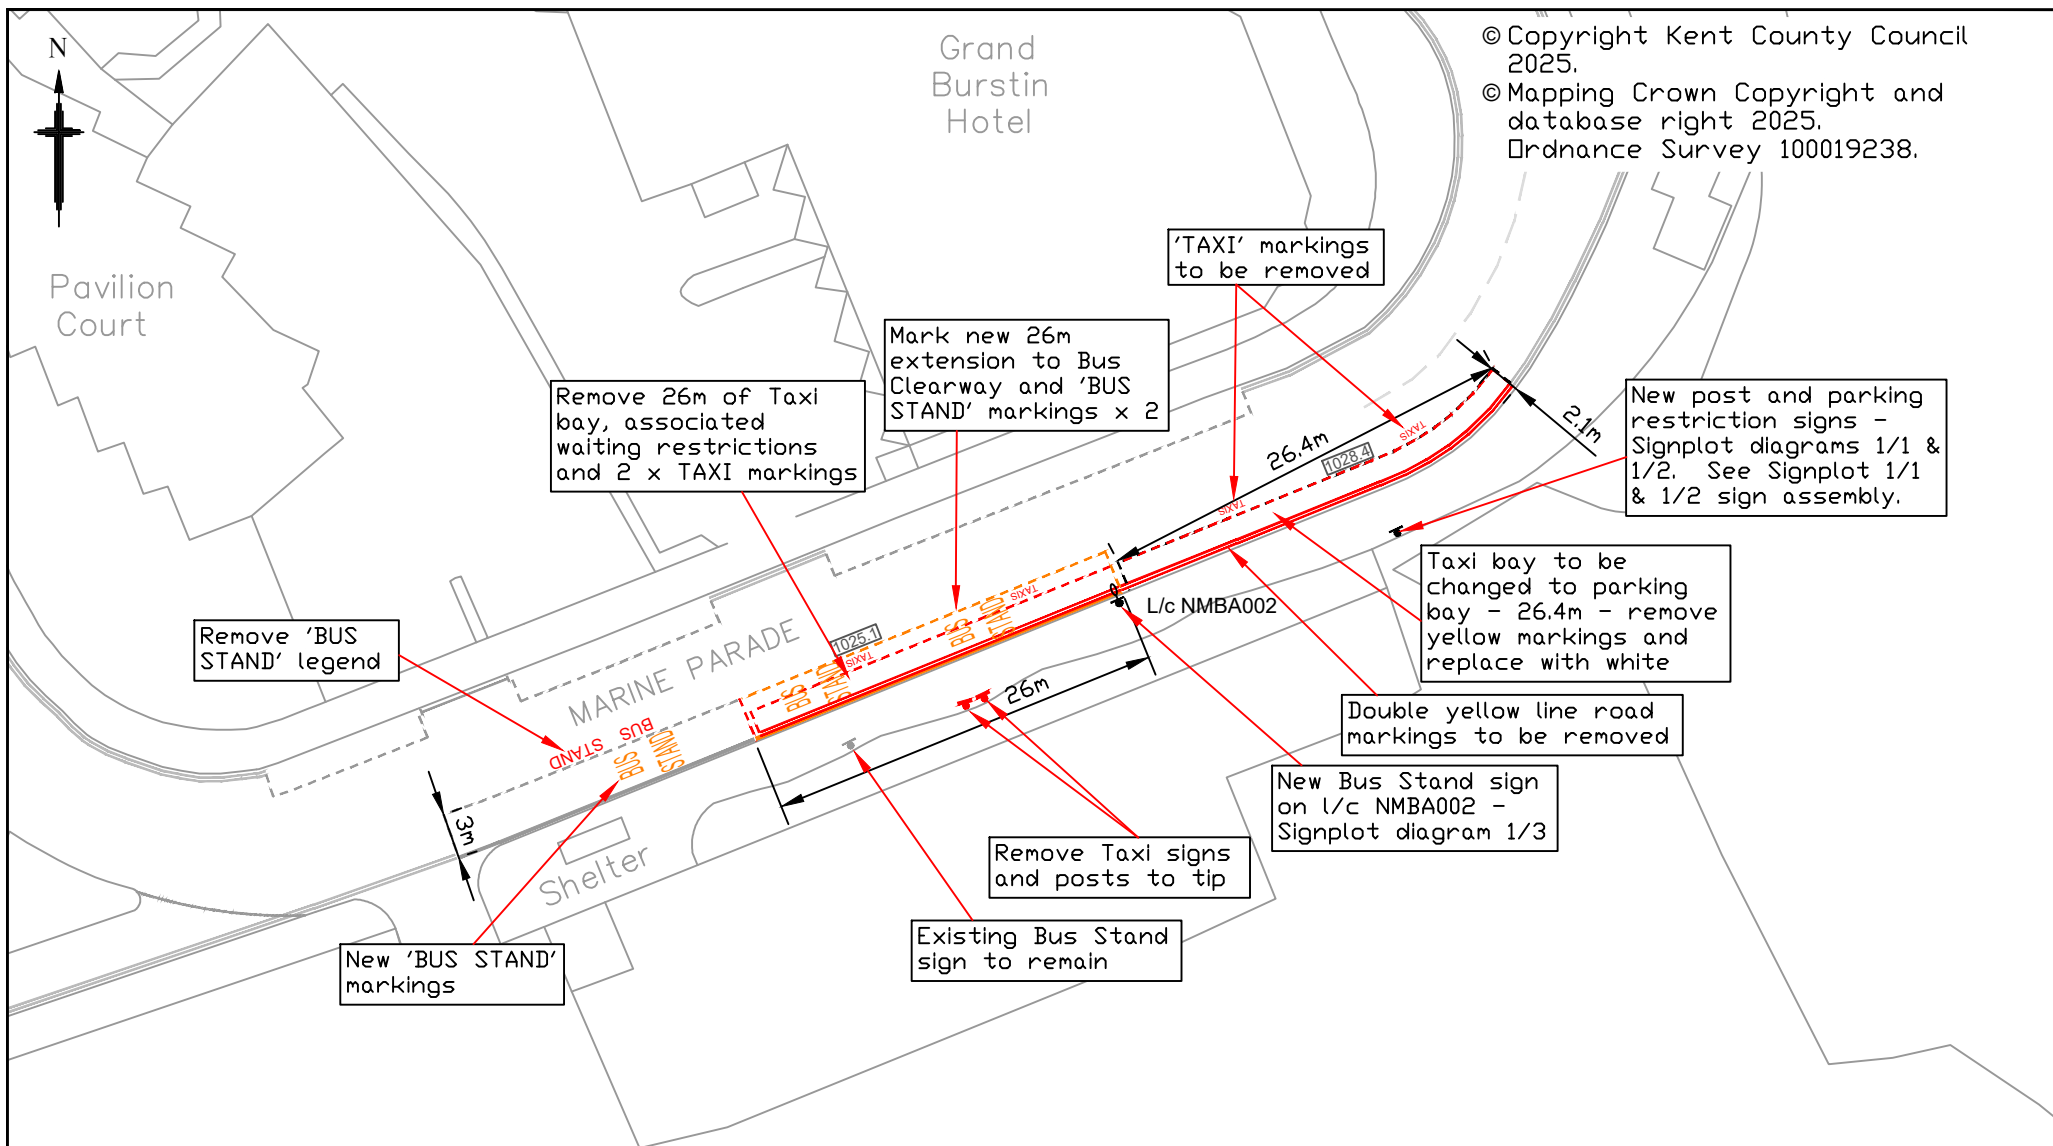 N
Grand
Burstin
Hotel
© Copyright Kent County Council
2025.
© Mapping Crown Copyright and
database right 2025.
Ordnance Survey 100019238.
Pavilion
Court
'TAXI' markings
to be removed
Mark new 26m
extension to Bus
Clearway and 'BUS
STAND' markings x 2
Remove 26m of Taxi
bay, associated
waiting restrictions
and 2 x TAXI markings
New post and parking
restriction signs -
Signplot diagrams 1/1 &
1/2. See Signplot 1/1
& 1/2 sign assembly.
2.1m
26.4m
TAXIS
1028.4
TAXIS
Taxi bay to be
changed to parking
bay - 26.4m - remove
yellow markings and
replace with white
L/c NMBA002
TAXIS
BUS
STAND
1025.1
TAXIS
BUS
STAND
Remove 'BUS
STAND' legend
MARINE PARADE
26m
BUS STAND
BUS
STAND
Double yellow line road
markings to be removed
New Bus Stand sign
on l/c NMBA002 -
Signplot diagram 1/3
3m
Shelter
Remove Taxi signs
and posts to tip
Existing Bus Stand
sign to remain
New 'BUS STAND'
markings